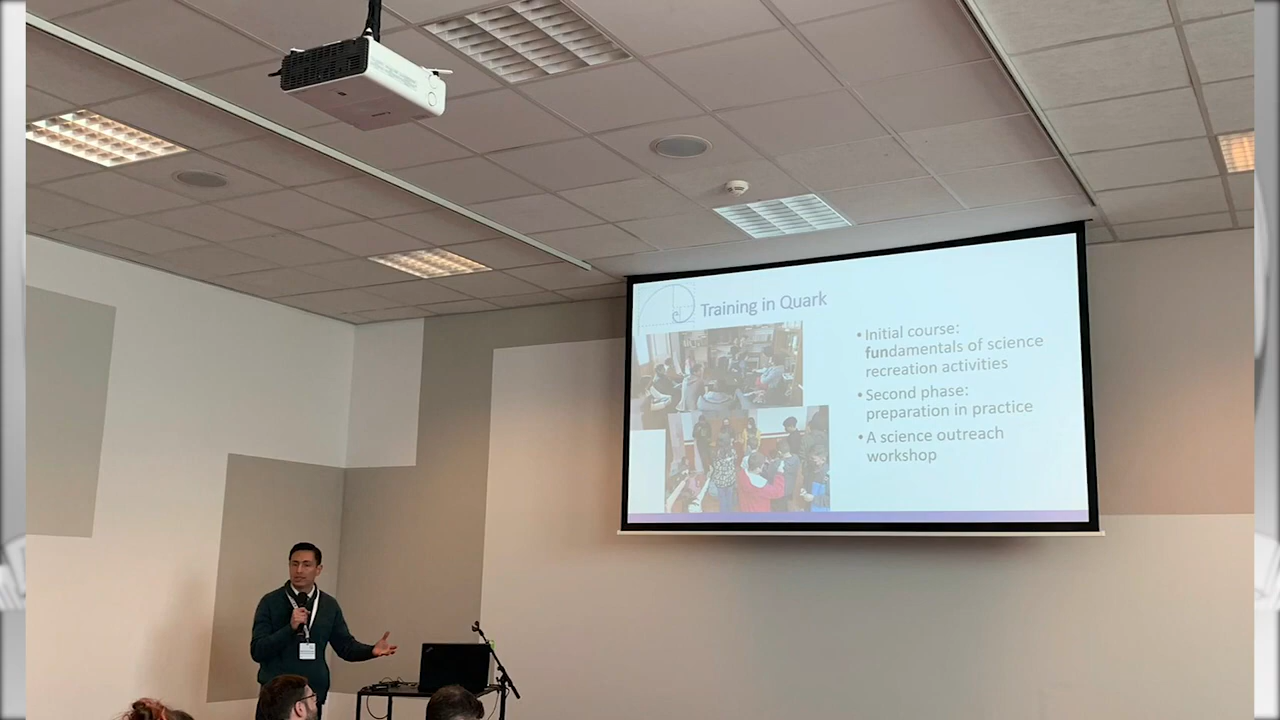 Training in Quark
• Initial course:
fundamentals of science
recreation activities
• Second phase:
preparation in practice
• A science outreach
workshop